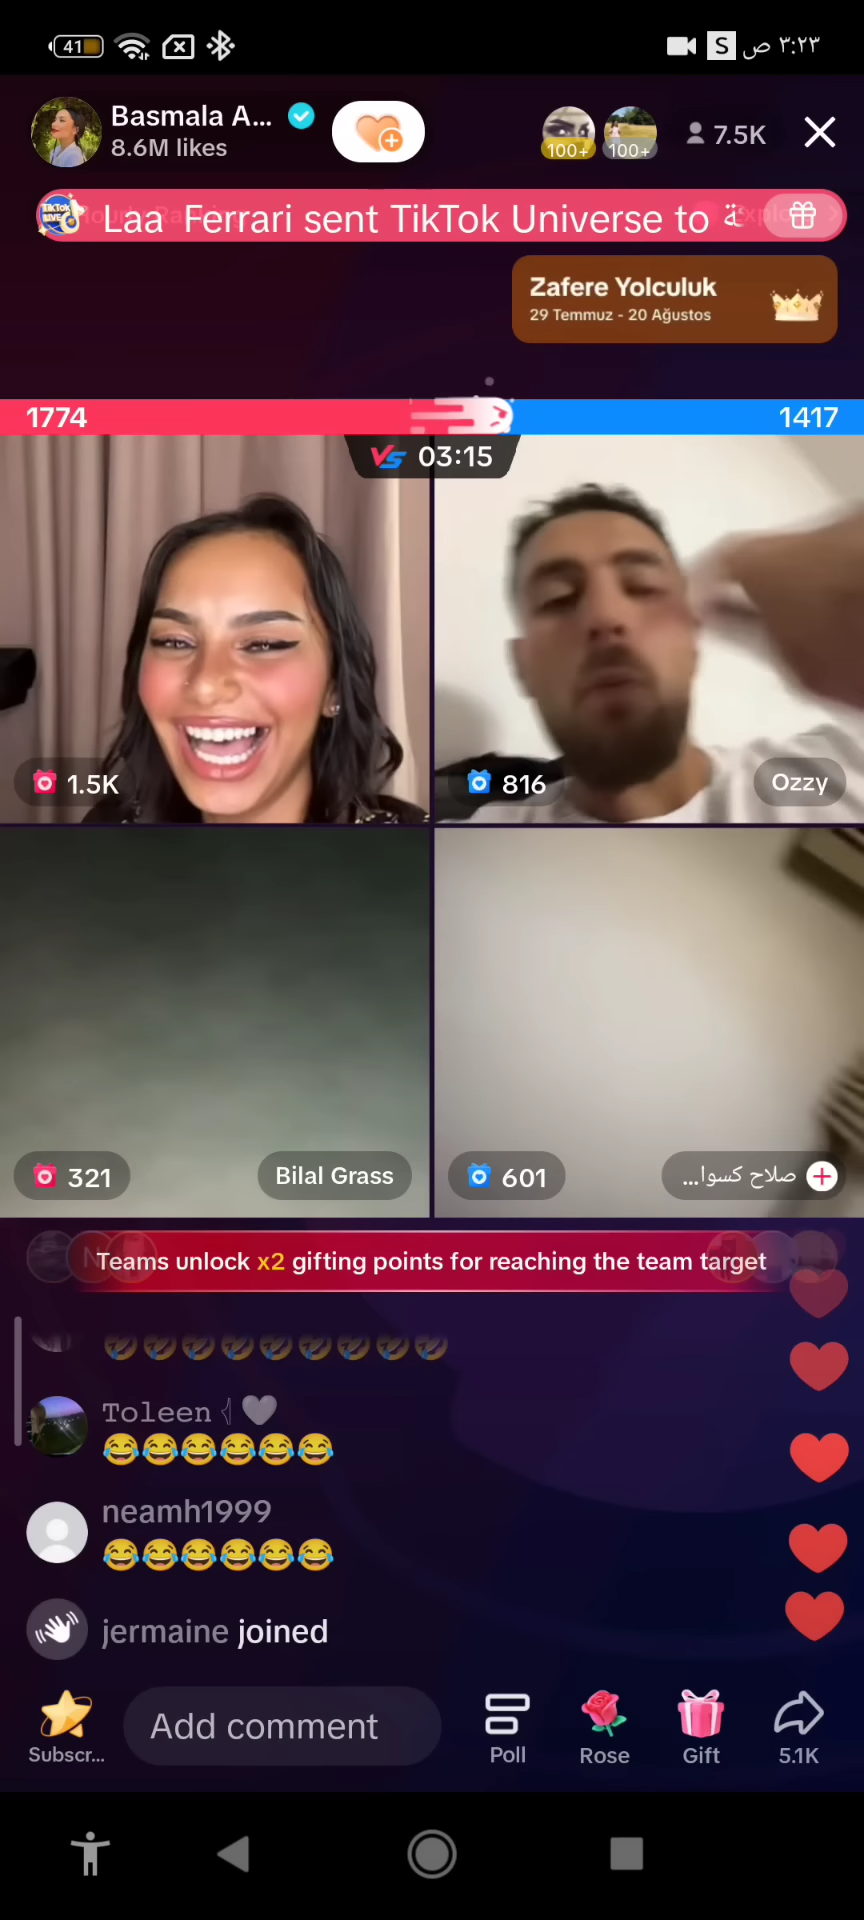 41
S ٣:٢٣ ص
Basmala A...
8.6M likes
100+
100+
7.5K
Laa Ferrari sent TikTok Universe to
Zafere Yolculuk
29 Temmuz - 20 Ağustos
1774
1417
VS 03:15
1.5K
816
Ozzy
321
Bilal Grass
601
صلاح كسوا...
Teams unlock x2 gifting points for reaching the team target
🤣🤣🤣🤣🤣🤣🤣🤣🤣
Toleen
😂😂😂😂😂😂
neamh1999
😂😂😂😂😂😂
jermaine joined
Subscr...
Add comment
Poll
Rose
Gift
5.1K